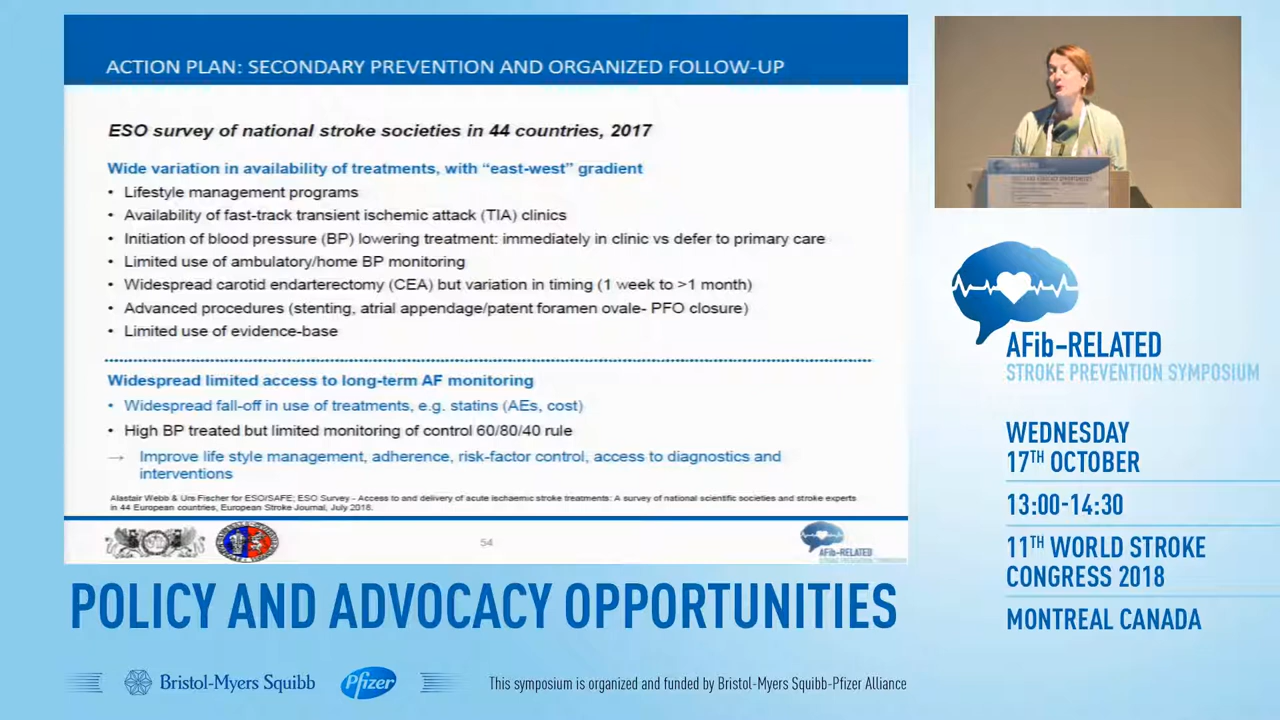 ACTION PLAN: SECONDARY PREVENTION AND ORGANIZED FOLLOW-UP
ESO survey of national stroke societies in 44 countries, 2017
Wide variation in availability of treatments, with “east-west” gradient
• Lifestyle management programs
• Availability of fast-track transient ischemic attack (TIA) clinics
• Initiation of blood pressure (BP) lowering treatment: immediately in clinic vs defer to primary care
• Limited use of ambulatory/home BP monitoring
• Widespread carotid endarterectomy (CEA) but variation in timing (1 week to >1 month)
• Advanced procedures (stenting, atrial appendage/patent foramen ovale- PFO closure)
• Limited use of evidence-base
Widespread limited access to long-term AF monitoring
• Widespread fall-off in use of treatments, e.g. statins (AEs, cost)
• High BP treated but limited monitoring of control 60/80/40 rule
→ Improve life style management, adherence, risk-factor control, access to diagnostics and
interventions
Alastair Webb & Urs Fischer for ESO/SAFE; ESO Survey - Access to and delivery of acute ischaemic stroke treatments: A survey of national scientific societies and stroke experts
in 44 European countries, European Stroke Journal, July 2018.
54
AFib-RELATED
STROKE PREVENTION SYMPOSIUM
POLICY AND ADVOCACY OPPORTUNITIES
Bristol-Myers Squibb
Pfizer
This symposium is organized and funded by Bristol-Myers Squibb-Pfizer Alliance
AFib-RELATED
STROKE PREVENTION SYMPOSIUM
WEDNESDAY
17TH OCTOBER
13:00-14:30
11TH WORLD STROKE
CONGRESS 2018
MONTREAL CANADA